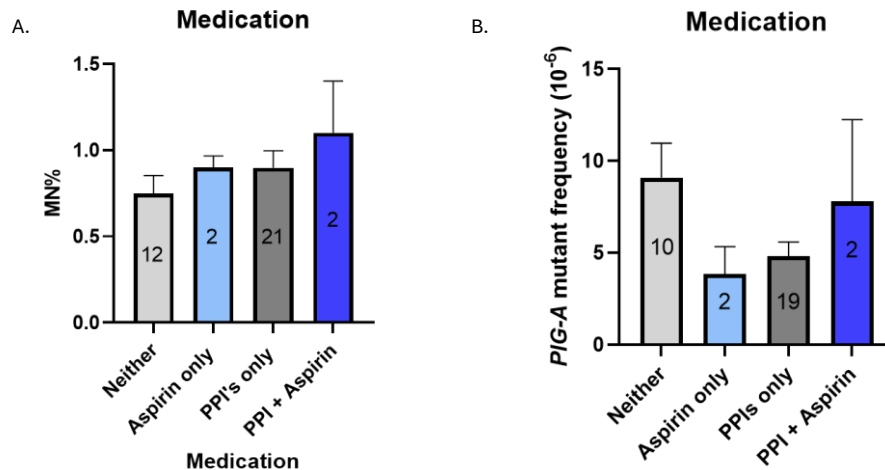 A.
Medication
MN%
1.5
1.0
0.5
0.0
12
2
21
2
Neither
Aspirin only
PPI's only
PPI + Aspirin
Medication
B.
Medication
PIG-A mutant frequency (10⁻⁶)
15
10
5
0
10
2
19
2
Neither
Aspirin only
PPIs only
PPI + Aspirin